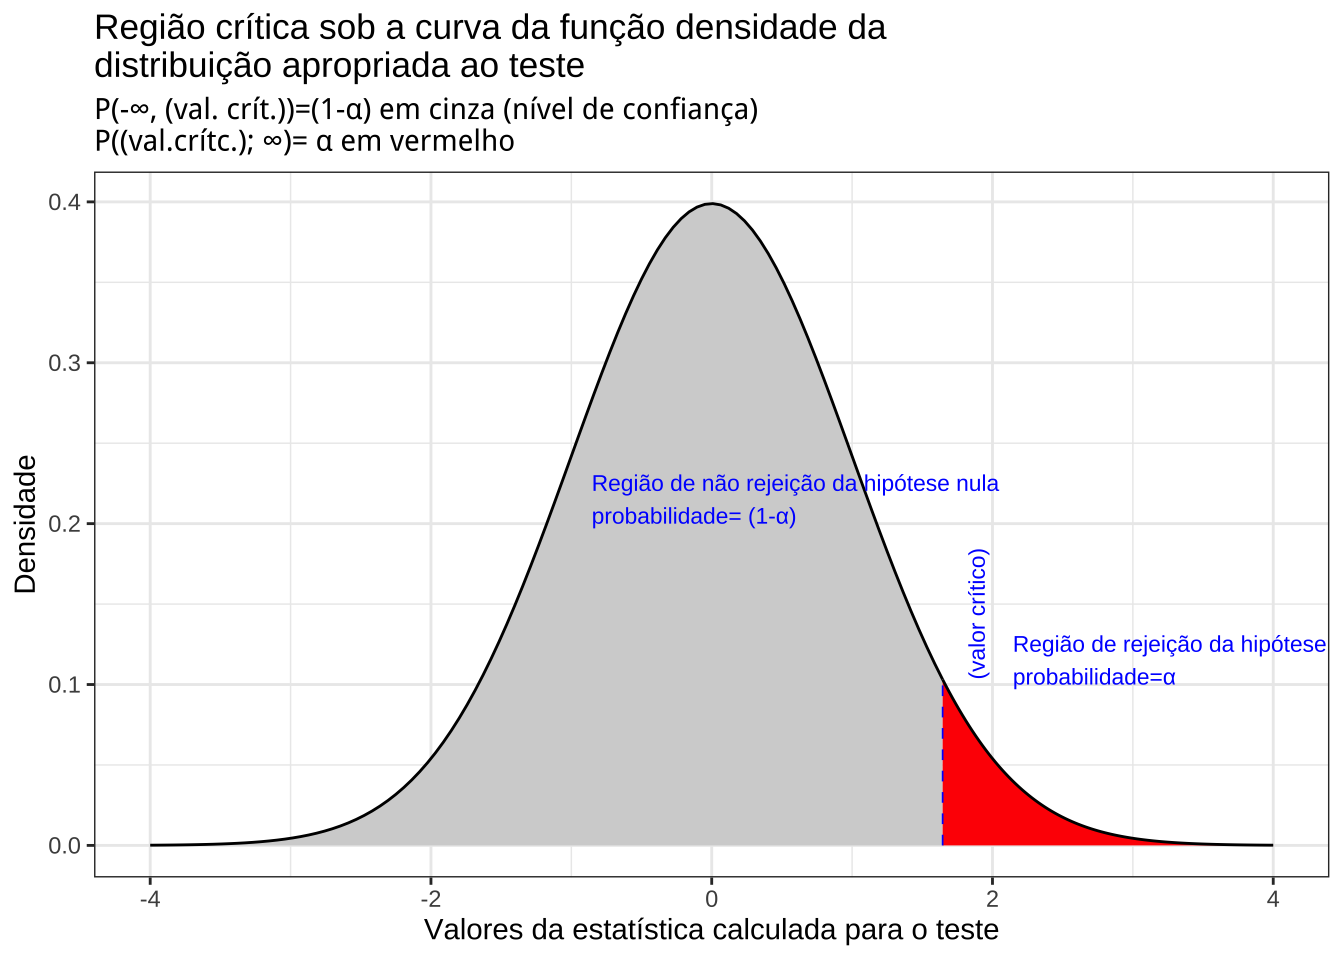 Região crítica sob a curva da função densidade da
distribuição apropriada ao teste
P(-∞, (val. crít.))=(1-α) em cinza (nível de confiança)
P((val.crítc.); ∞)= α em vermelho
0.4
0.3
0.2
0.1
0.0
Densidade
Região de não rejeição da hipótese nula
probabilidade= (1-α)
(valor crítico)
Região de rejeição da hipótese
probabilidade=α
-4
-2
0
2
4
Valores da estatística calculada para o teste